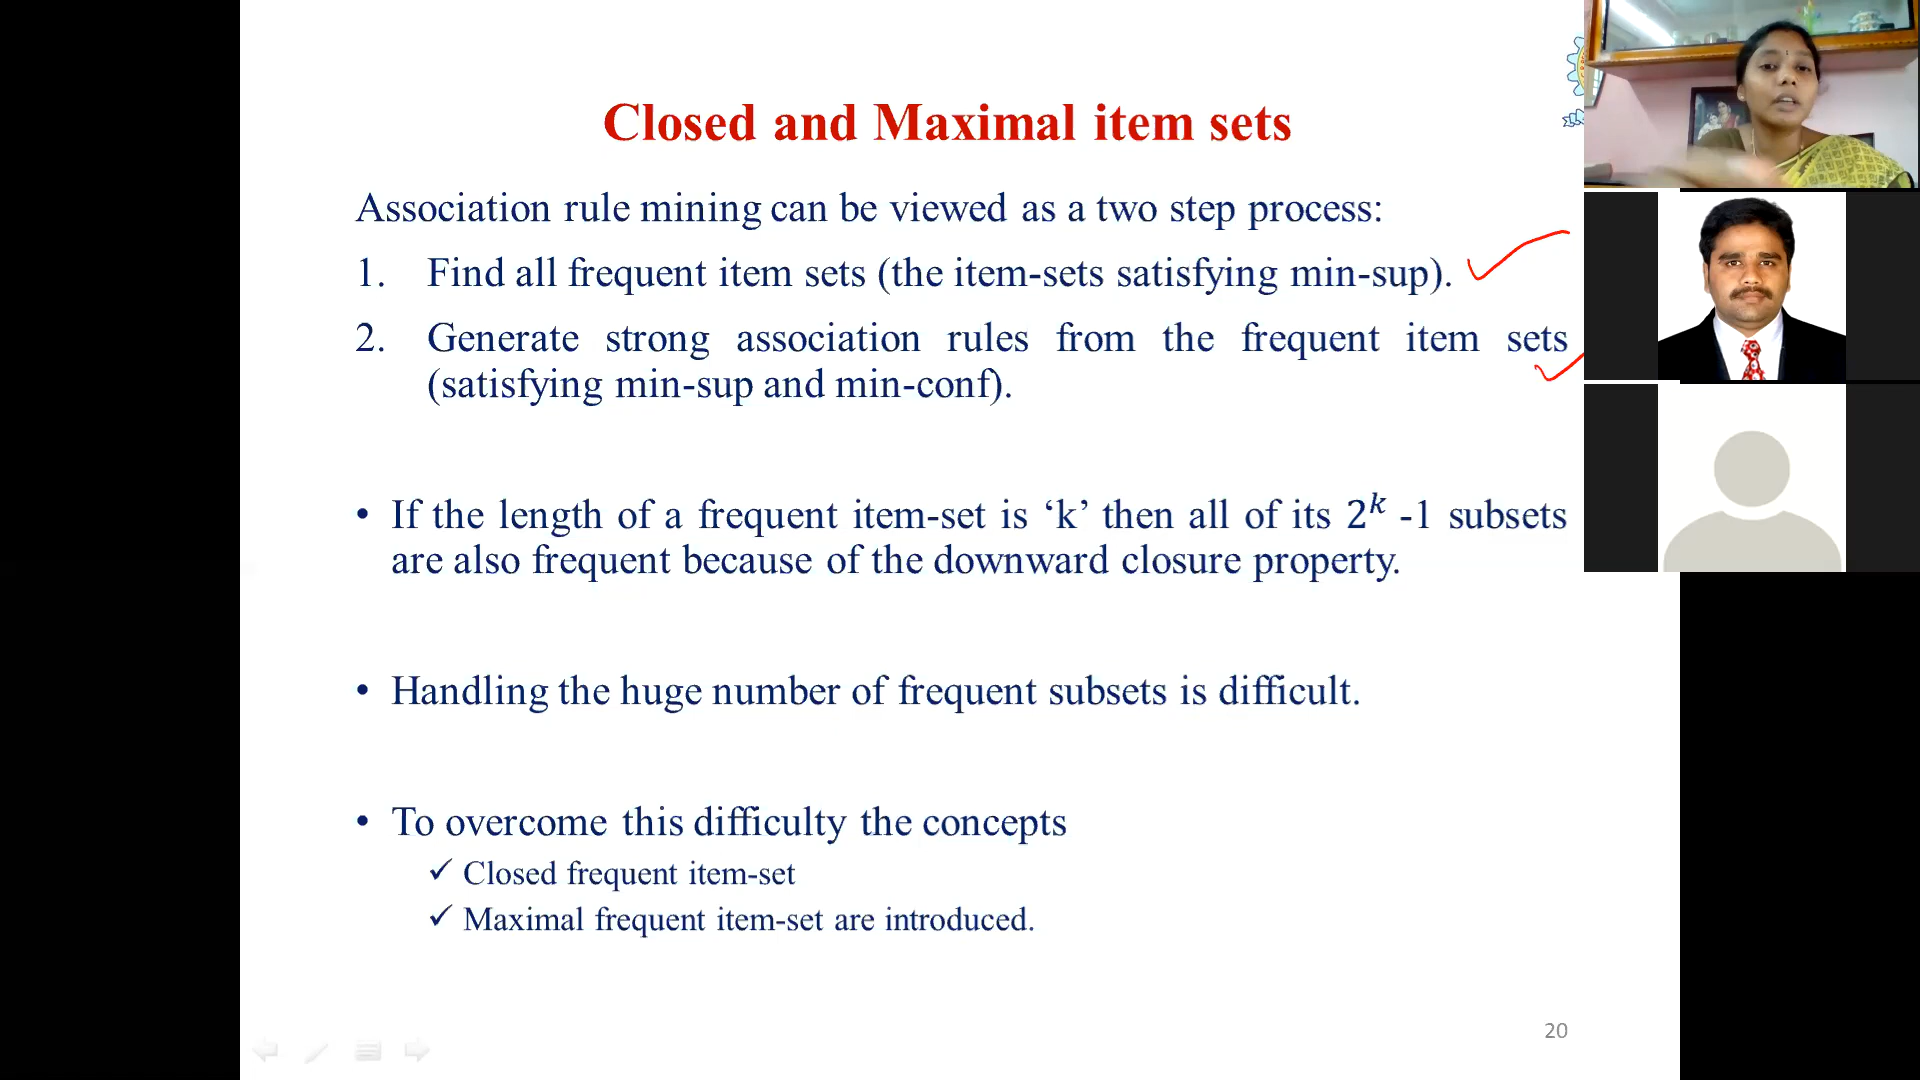 Closed and Maximal item sets
Association rule mining can be viewed as a two step process:
1. Find all frequent item sets (the item-sets satisfying min-sup).
2. Generate strong association rules from the frequent item sets
(satisfying min-sup and min-conf).
• If the length of a frequent item-set is ‘k’ then all of its 2^k -1 subsets
are also frequent because of the downward closure property.
• Handling the huge number of frequent subsets is difficult.
• To overcome this difficulty the concepts
✓ Closed frequent item-set
✓ Maximal frequent item-set are introduced.
20